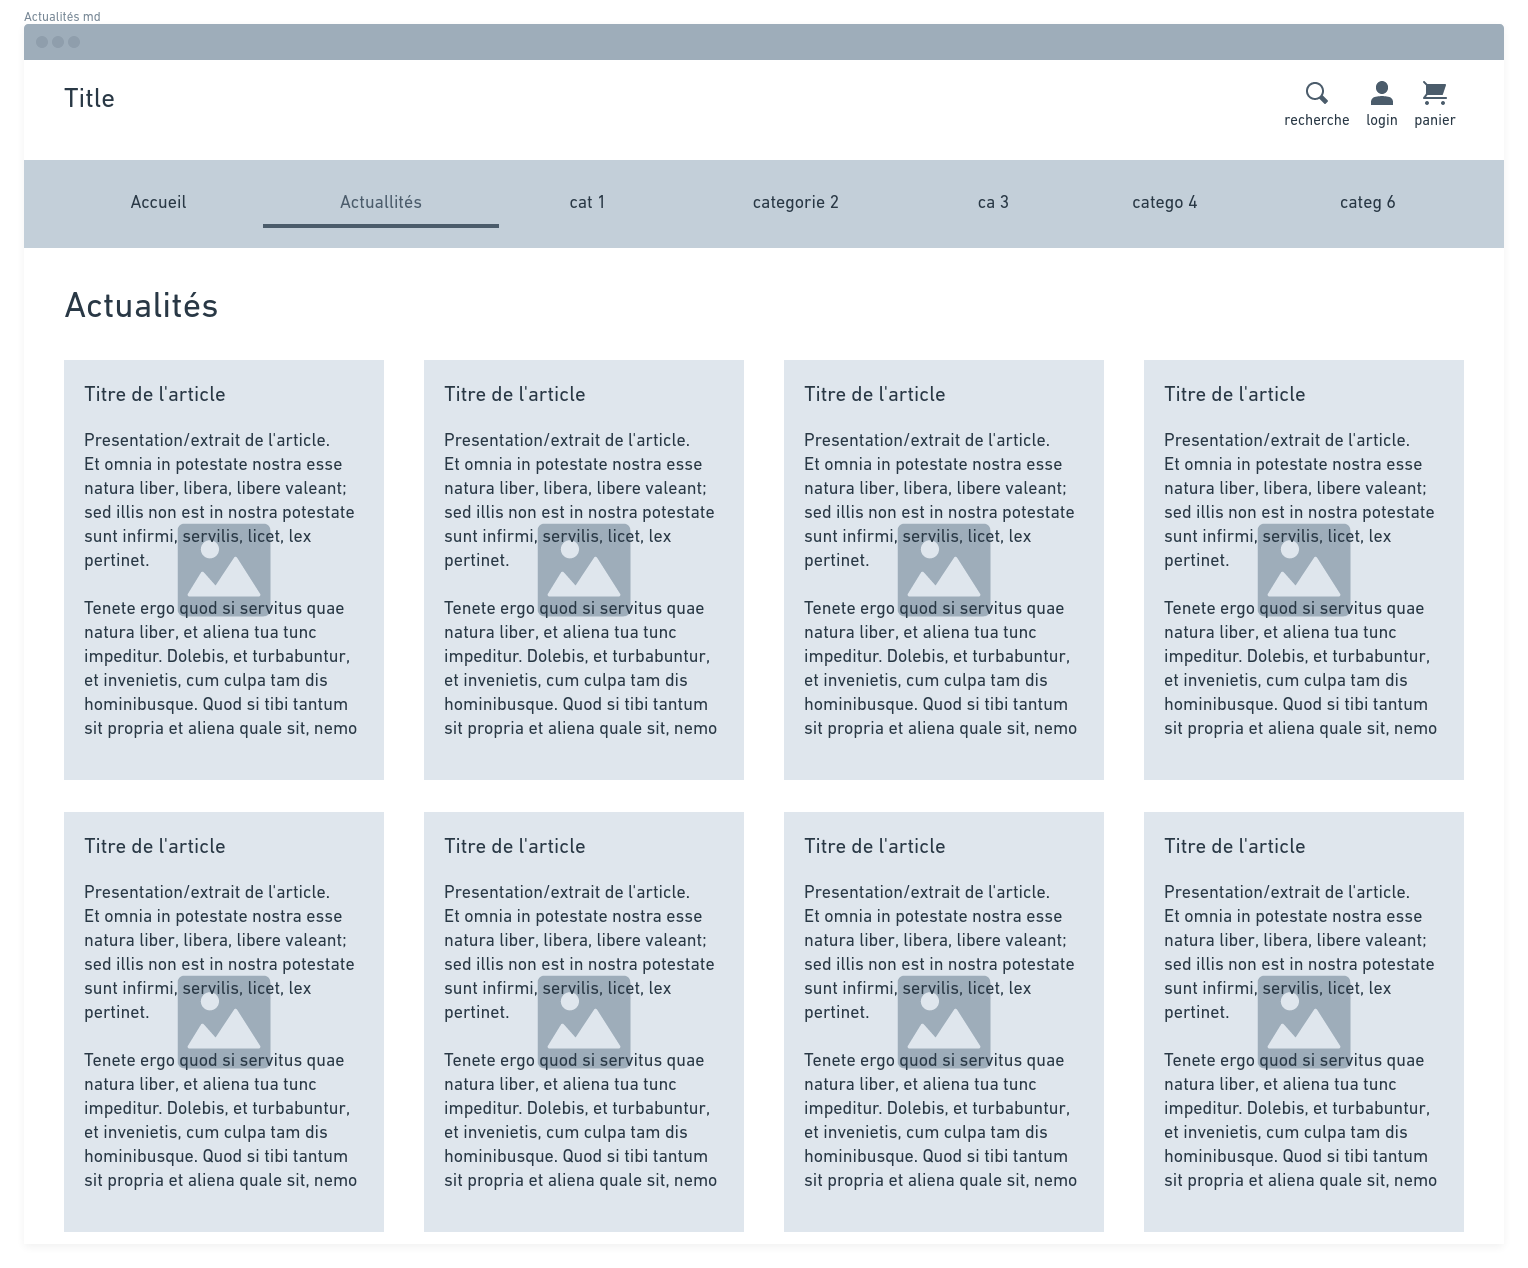 Actualités md
Title
recherche login panier
Accueil Actuallités cat 1 categorie 2 ca 3 catego 4 categ 6
Actualités
Titre de l'article
Presentation/extrait de l'article.
Et omnia in potestate nostra esse
natura liber, libera, libere valeant;
sed illis non est in nostra potestate
sunt infirmi, servilis, licet, lex
pertinet.
Tenete ergo quod si servitus quae
natura liber, et aliena tua tunc
impeditur. Dolebis, et turbabuntur,
et invenietis, cum culpa tam dis
hominibusque. Quod si tibi tantum
sit propria et aliena quale sit, nemo
Titre de l'article
Presentation/extrait de l'article.
Et omnia in potestate nostra esse
natura liber, libera, libere valeant;
sed illis non est in nostra potestate
sunt infirmi, servilis, licet, lex
pertinet.
Tenete ergo quod si servitus quae
natura liber, et aliena tua tunc
impeditur. Dolebis, et turbabuntur,
et invenietis, cum culpa tam dis
hominibusque. Quod si tibi tantum
sit propria et aliena quale sit, nemo
Titre de l'article
Presentation/extrait de l'article.
Et omnia in potestate nostra esse
natura liber, libera, libere valeant;
sed illis non est in nostra potestate
sunt infirmi, servilis, licet, lex
pertinet.
Tenete ergo quod si servitus quae
natura liber, et aliena tua tunc
impeditur. Dolebis, et turbabuntur,
et invenietis, cum culpa tam dis
hominibusque. Quod si tibi tantum
sit propria et aliena quale sit, nemo
Titre de l'article
Presentation/extrait de l'article.
Et omnia in potestate nostra esse
natura liber, libera, libere valeant;
sed illis non est in nostra potestate
sunt infirmi, servilis, licet, lex
pertinet.
Tenete ergo quod si servitus quae
natura liber, et aliena tua tunc
impeditur. Dolebis, et turbabuntur,
et invenietis, cum culpa tam dis
hominibusque. Quod si tibi tantum
sit propria et aliena quale sit, nemo
Titre de l'article
Presentation/extrait de l'article.
Et omnia in potestate nostra esse
natura liber, libera, libere valeant;
sed illis non est in nostra potestate
sunt infirmi, servilis, licet, lex
pertinet.
Tenete ergo quod si servitus quae
natura liber, et aliena tua tunc
impeditur. Dolebis, et turbabuntur,
et invenietis, cum culpa tam dis
hominibusque. Quod si tibi tantum
sit propria et aliena quale sit, nemo
Titre de l'article
Presentation/extrait de l'article.
Et omnia in potestate nostra esse
natura liber, libera, libere valeant;
sed illis non est in nostra potestate
sunt infirmi, servilis, licet, lex
pertinet.
Tenete ergo quod si servitus quae
natura liber, et aliena tua tunc
impeditur. Dolebis, et turbabuntur,
et invenietis, cum culpa tam dis
hominibusque. Quod si tibi tantum
sit propria et aliena quale sit, nemo
Titre de l'article
Presentation/extrait de l'article.
Et omnia in potestate nostra esse
natura liber, libera, libere valeant;
sed illis non est in nostra potestate
sunt infirmi, servilis, licet, lex
pertinet.
Tenete ergo quod si servitus quae
natura liber, et aliena tua tunc
impeditur. Dolebis, et turbabuntur,
et invenietis, cum culpa tam dis
hominibusque. Quod si tibi tantum
sit propria et aliena quale sit, nemo
Titre de l'article
Presentation/extrait de l'article.
Et omnia in potestate nostra esse
natura liber, libera, libere valeant;
sed illis non est in nostra potestate
sunt infirmi, servilis, licet, lex
pertinet.
Tenete ergo quod si servitus quae
natura liber, et aliena tua tunc
impeditur. Dolebis, et turbabuntur,
et invenietis, cum culpa tam dis
hominibusque. Quod si tibi tantum
sit propria et aliena quale sit, nemo